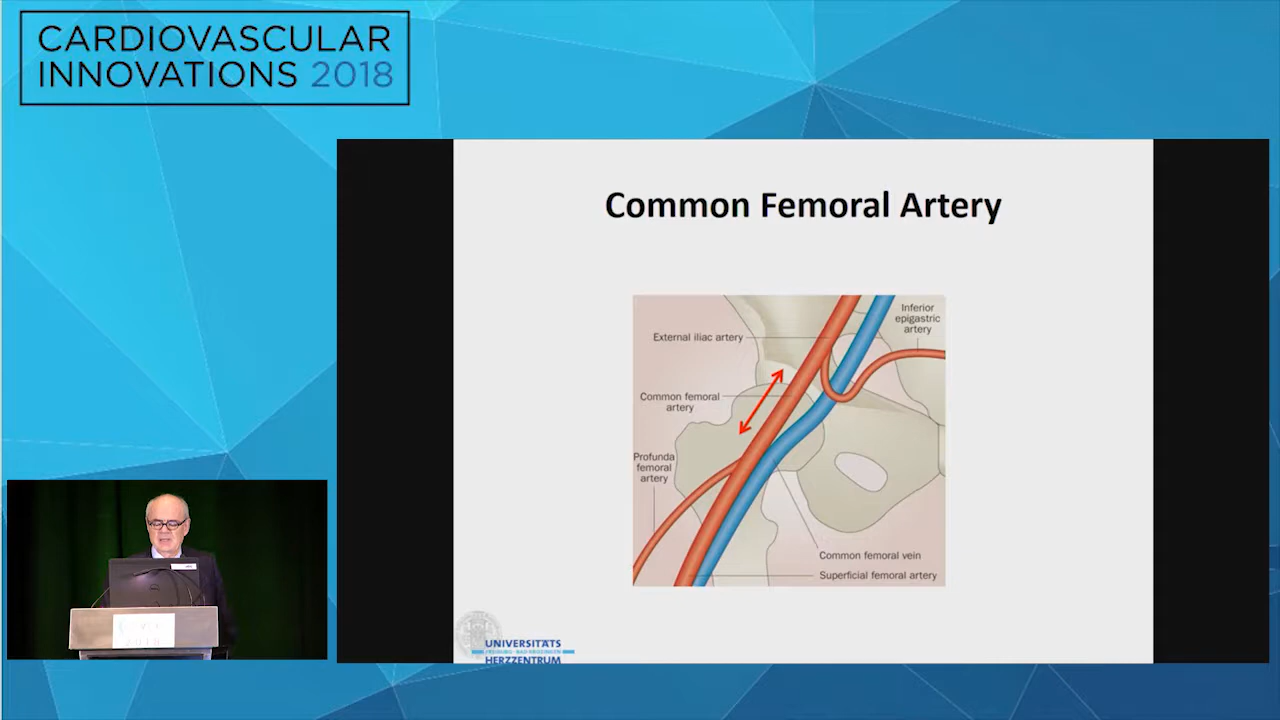 CARDIOVASCULAR
INNOVATIONS 2018
Common Femoral Artery
Inferior
epigastric
artery
External iliac artery
Common femoral
artery
Profunda
femoral
artery
Common femoral vein
Superficial femoral artery
UNIVERSITÄTS
HERZZENTRUM